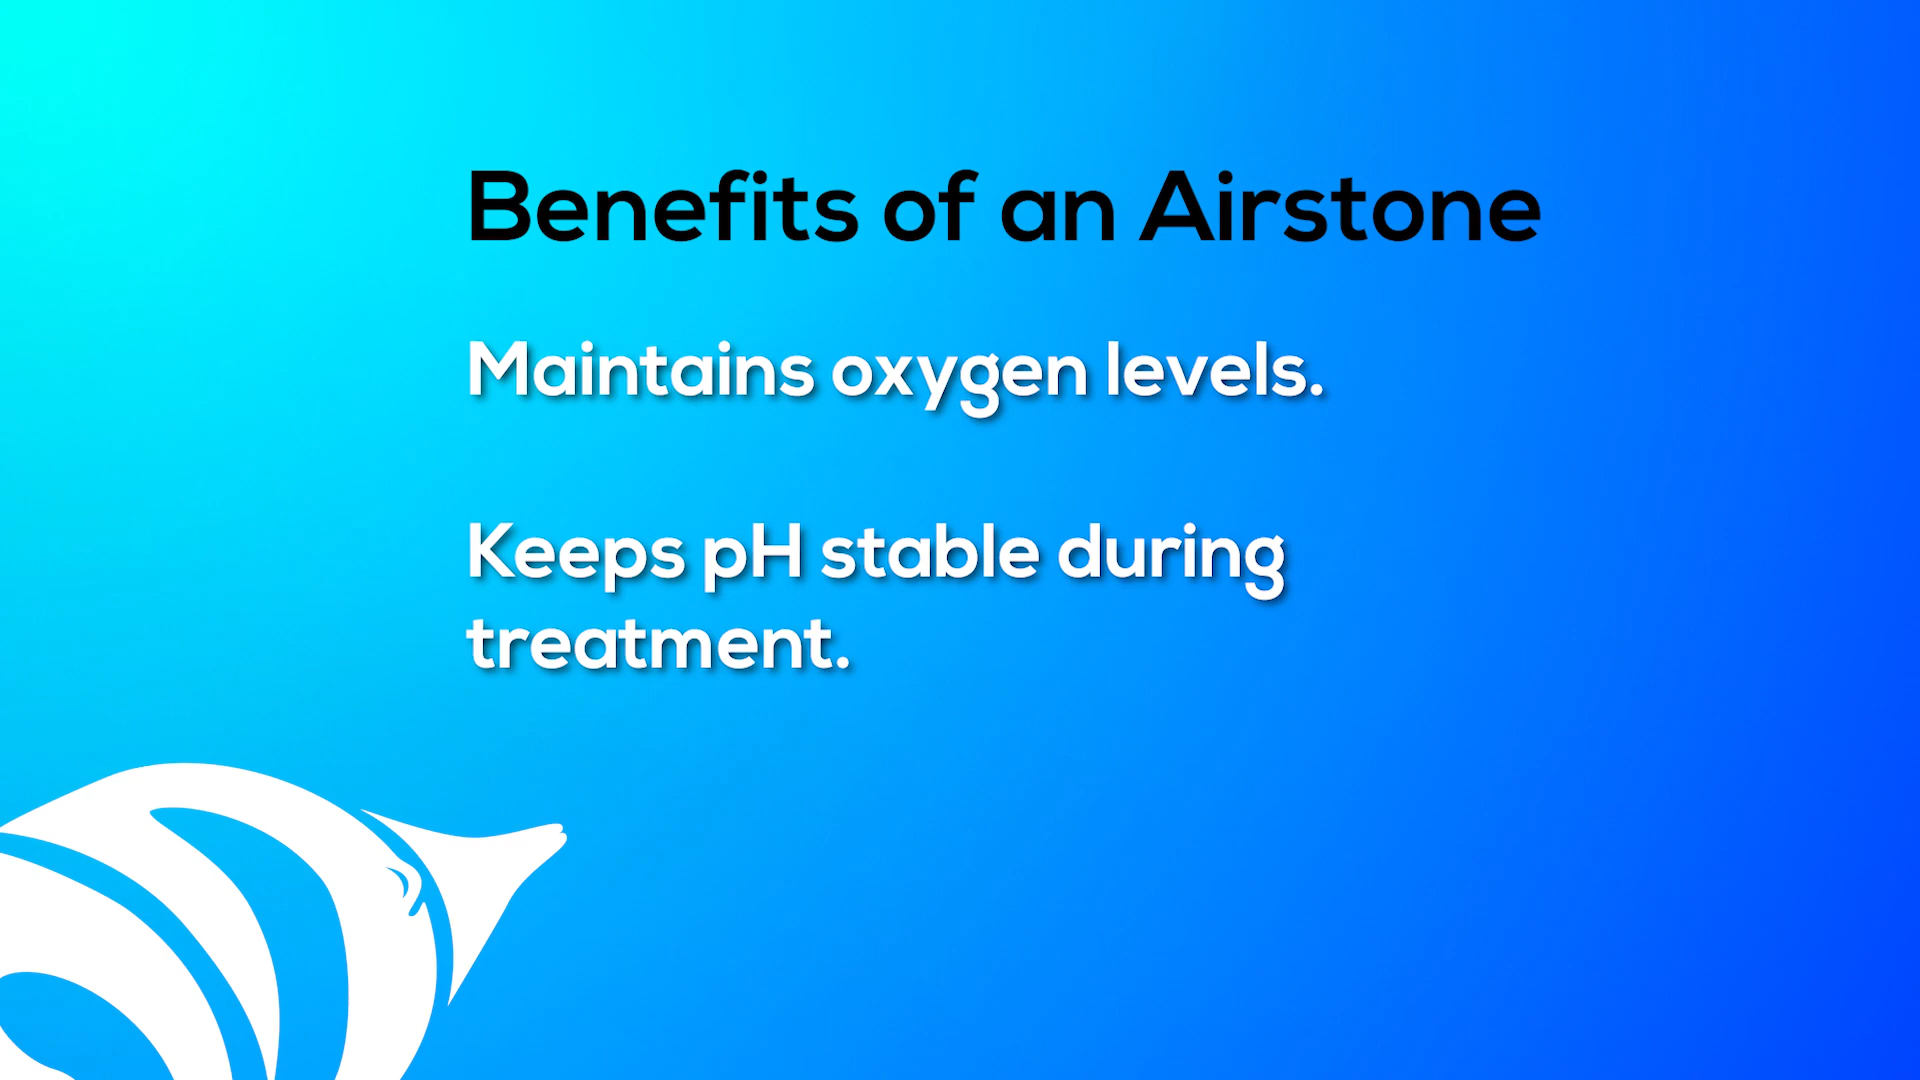 Benefits of an Airstone
Maintains oxygen levels.
Keeps pH stable during
treatment.